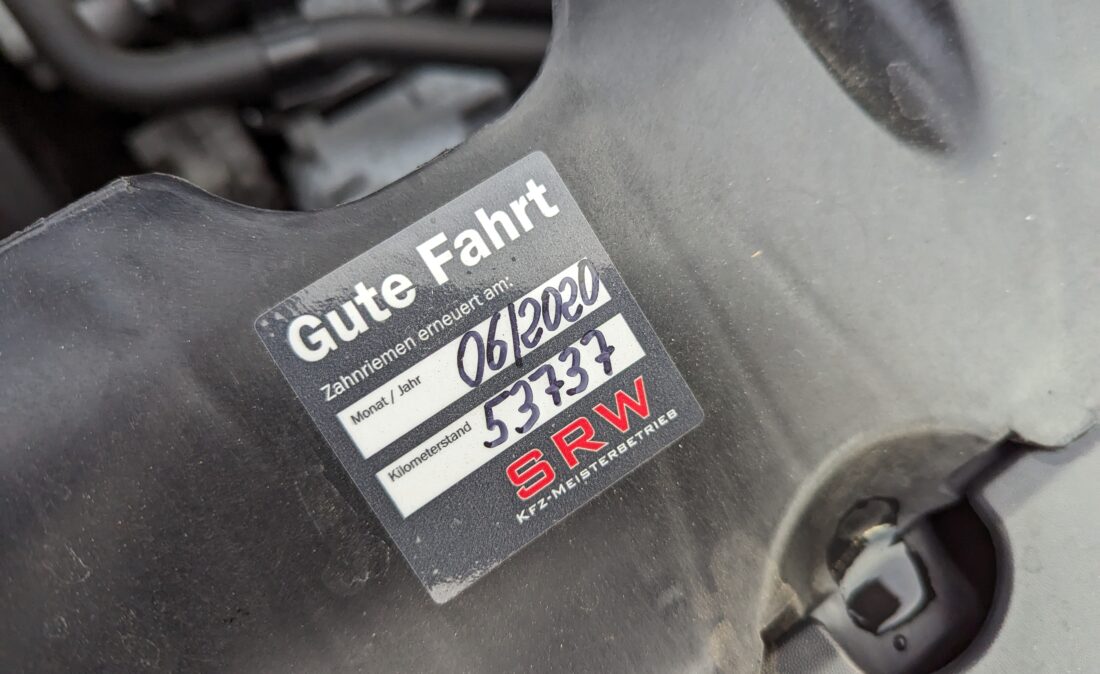 Gute Fahrt
Zahnriemen erneuert am:
Monat / Jahr 06/2020
Kilometerstand 53737
SRW
KFZ-MEISTERBETRIEB